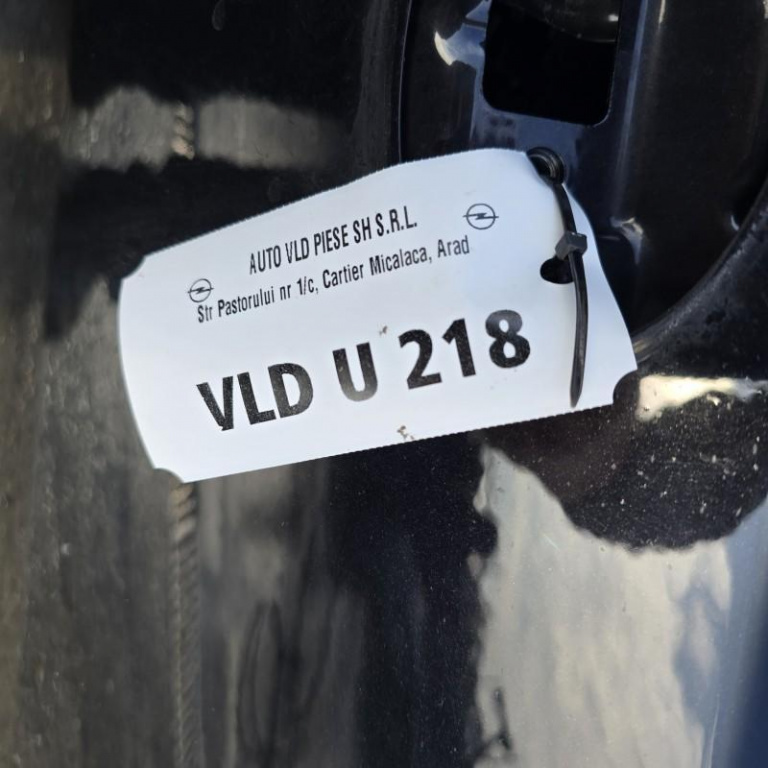 AUTO VLD PIESE SH S.R.L.
Str Pastorului nr 1/c, Cartier Micalaca, Arad
VLD U 218